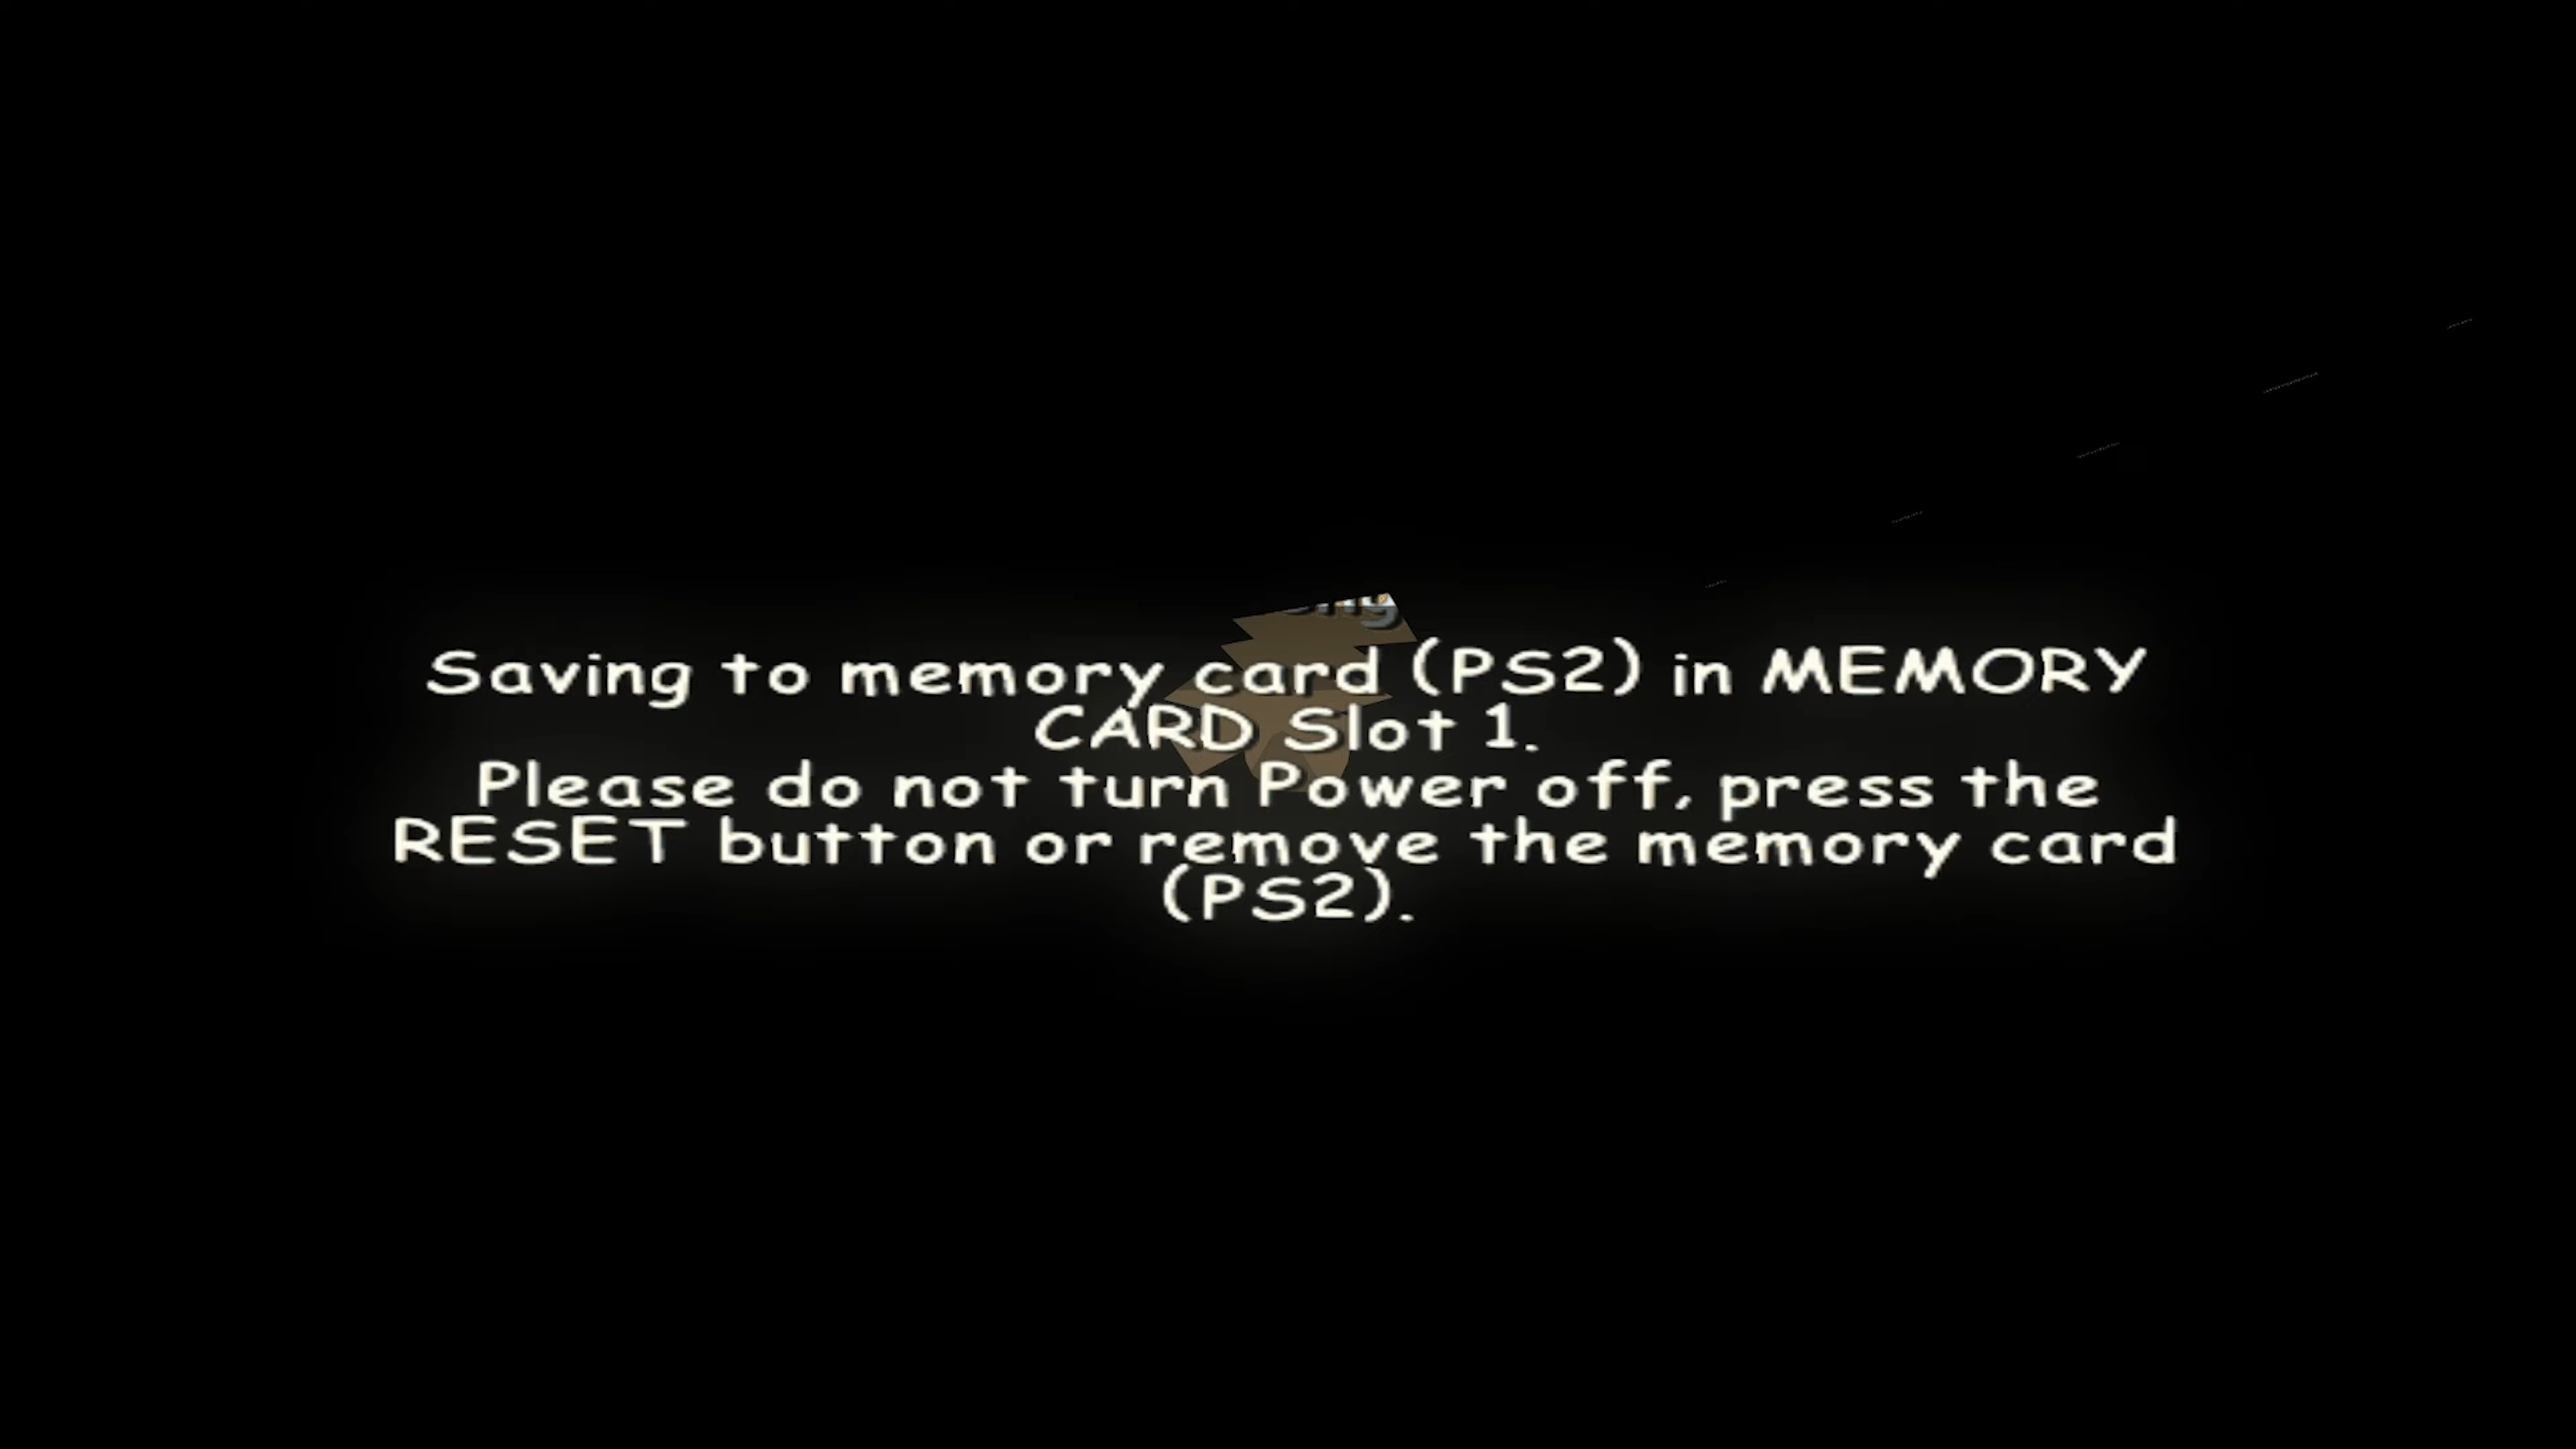 Saving to memory card (PS2) in MEMORY
CARD Slot 1.
Please do not turn Power off, press the
RESET button or remove the memory card
(PS2).